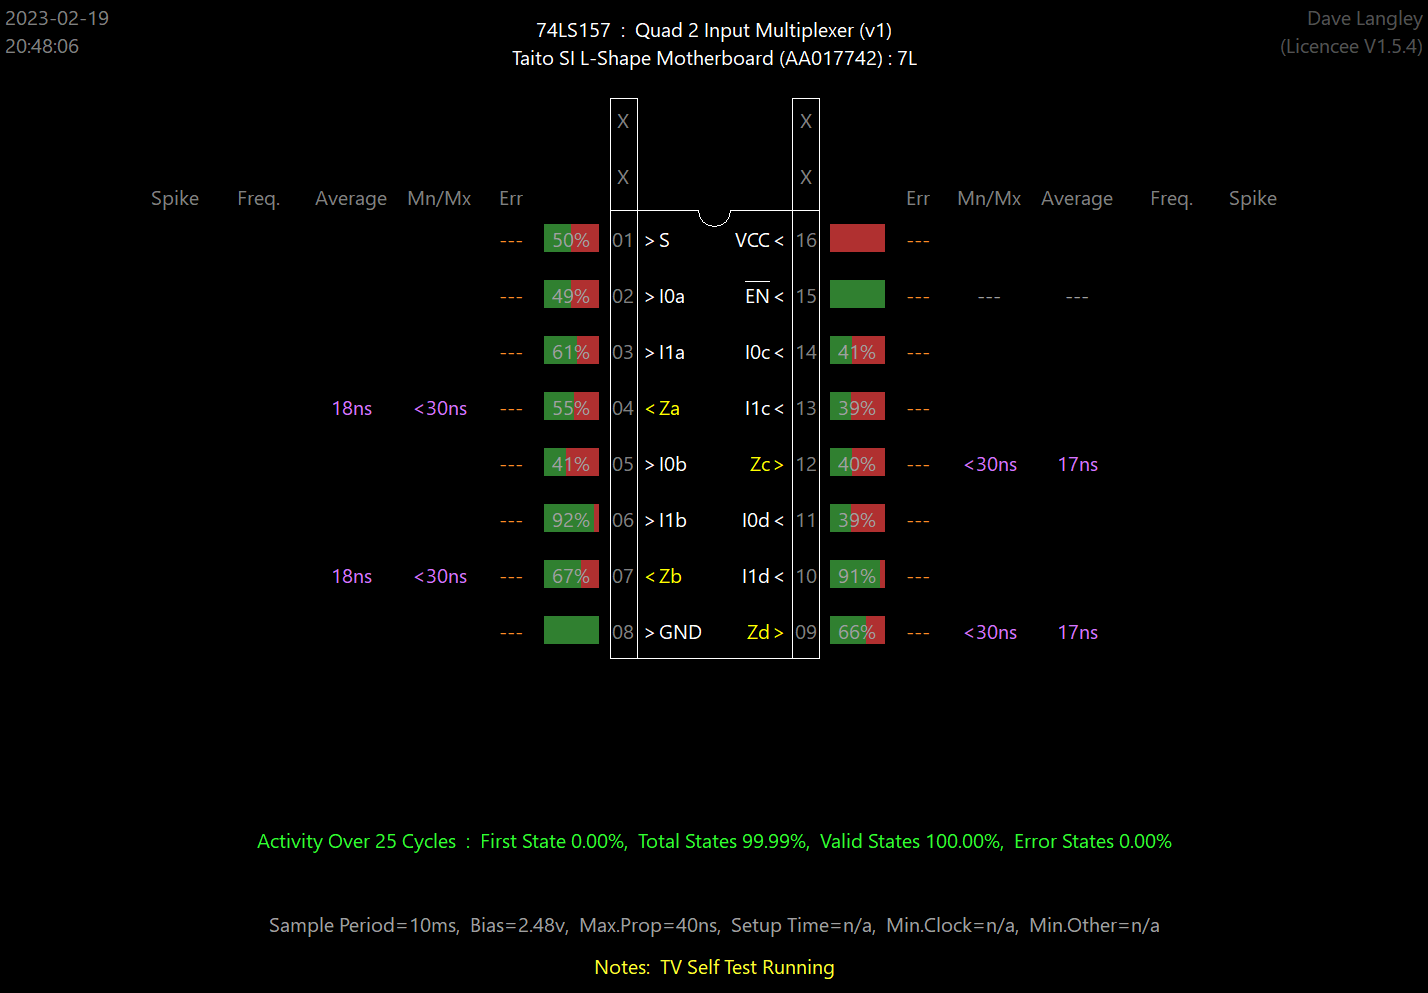 2023-02-19
20:48:06
74LS157  :  Quad 2 Input Multiplexer (v1)
Taito SI L-Shape Motherboard (AA017742) : 7L
Dave Langley
(Licencee V1.5.4)
X X
X X
Spike Freq. Average Mn/Mx Err Err Mn/Mx Average Freq. Spike
--- 50% 01 > S VCC < 16 ---
--- 49% 02 > I0a EN < 15 --- --- ---
--- 61% 03 > I1a I0c < 14 41% ---
18ns <30ns --- 55% 04 < Za I1c < 13 39% ---
--- 41% 05 > I0b Zc > 12 40% --- <30ns 17ns
--- 92% 06 > I1b I0d < 11 39% ---
18ns <30ns --- 67% 07 < Zb I1d < 10 91% ---
--- 08 > GND Zd > 09 66% --- <30ns 17ns
Activity Over 25 Cycles  :  First State 0.00%,  Total States 99.99%,  Valid States 100.00%,  Error States 0.00%
Sample Period=10ms,  Bias=2.48v,  Max.Prop=40ns,  Setup Time=n/a,  Min.Clock=n/a,  Min.Other=n/a
Notes:  TV Self Test Running